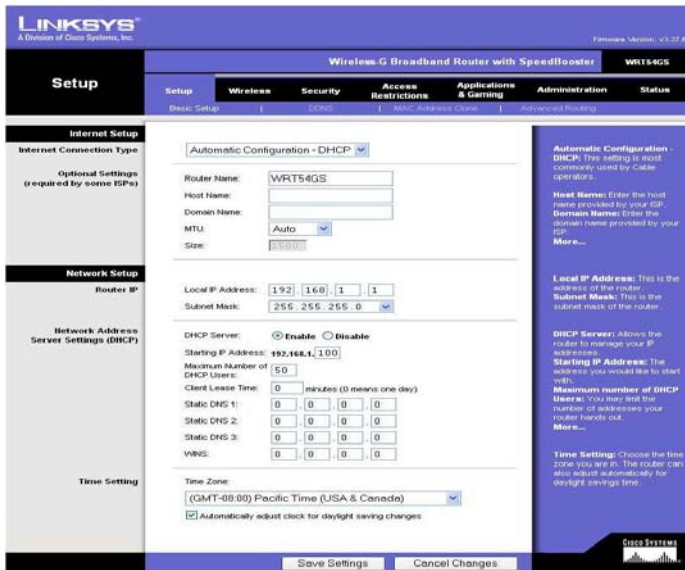 LINKSYS®
A Division of Cisco Systems, Inc.
Firmware Version: v3.37.6
Wireless-G Broadband Router with SpeedBooster
WRT54GS
Setup
Setup
Wireless
Security
Access Restrictions
Applications & Gaming
Administration
Status
Basic Setup | DDNS | MAC Address Clone | Advanced Routing
Internet Setup
Internet Connection Type
Automatic Configuration - DHCP
Optional Settings
(required by some ISPs)
Router Name: WRT54GS
Host Name:
Domain Name:
MTU: Auto
Size: 1500
Network Setup
Router IP
Local IP Address: 192 . 168 . 1 . 1
Subnet Mask: 255.255.255.0
Network Address
Server Settings (DHCP)
DHCP Server: Enable Disable
Starting IP Address: 192.168.1. 100
Maximum Number of
DHCP Users: 50
Client Lease Time: 0 minutes (0 means one day)
Static DNS 1: 0 . 0 . 0 . 0
Static DNS 2: 0 . 0 . 0 . 0
Static DNS 3: 0 . 0 . 0 . 0
WINS: 0 . 0 . 0 . 0
Time Setting
Time Zone:
(GMT-08:00) Pacific Time (USA & Canada)
Automatically adjust clock for daylight saving changes
Automatic Configuration -
DHCP: This setting is most
commonly used by Cable
operators.
Host Name: Enter the host
name provided by your ISP.
Domain Name: Enter the
domain name provided by your
ISP.
More...
Local IP Address: This is the
address of the router.
Subnet Mask: This is the
subnet mask of the router.
DHCP Server: Allows the
router to manage your IP
addresses.
Starting IP Address: The
address you would like to start
with.
Maximum number of DHCP
Users: You may limit the
number of addresses your
router hands out.
More...
Time Setting: Choose the time
zone you are in. The router can
also adjust automatically for
daylight savings time.
Save Settings
Cancel Changes
CISCO SYSTEMS